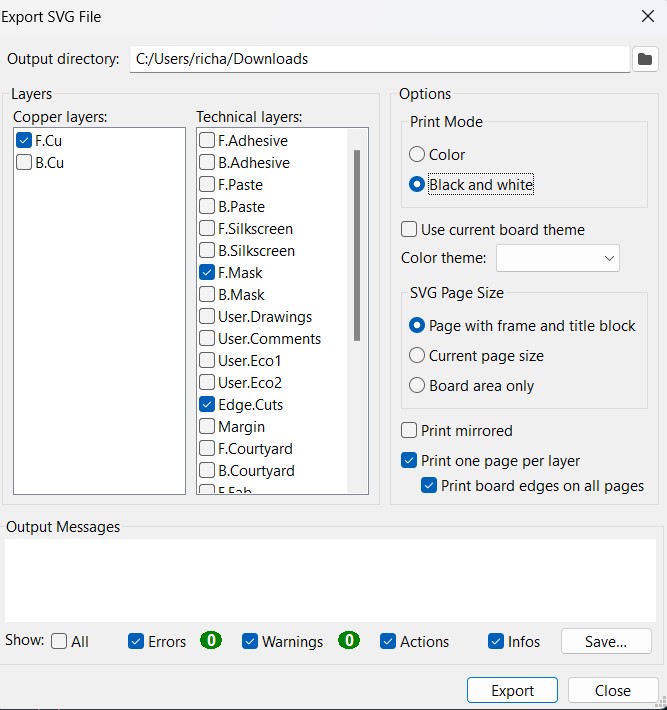 Export SVG File
Output directory: C:/Users/richa/Downloads
Layers
Copper layers:
F.Cu
B.Cu
Technical layers:
F.Adhesive
B.Adhesive
F.Paste
B.Paste
F.Silkscreen
B.Silkscreen
F.Mask
B.Mask
User.Drawings
User.Comments
User.Eco1
User.Eco2
Edge.Cuts
Margin
F.Courtyard
B.Courtyard
F.Fab
Options
Print Mode
Color
Black and white
Use current board theme
Color theme:
SVG Page Size
Page with frame and title block
Current page size
Board area only
Print mirrored
Print one page per layer
Print board edges on all pages
Output Messages
Show: All Errors 0 Warnings 0 Actions Infos Save...
Export Close